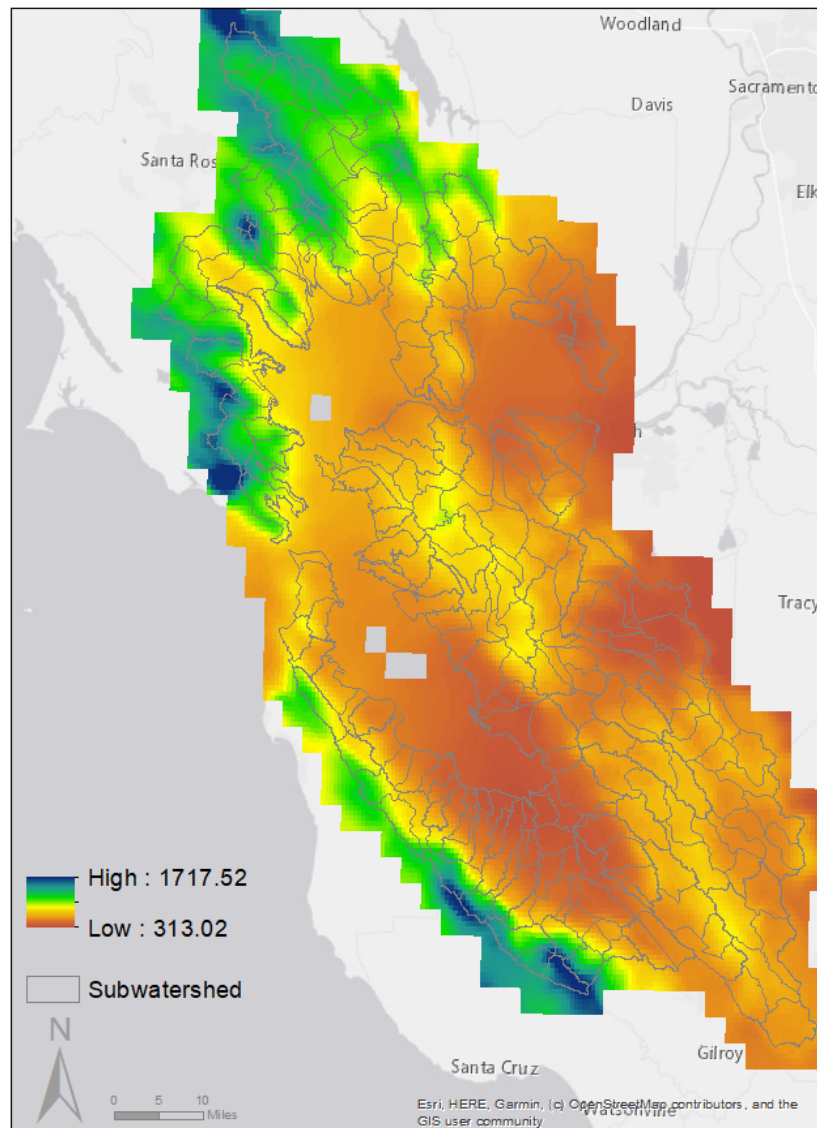 Woodland
Sacramento
Davis
Santa Ros
Elk
h
Tracy
High : 1717.52
Low : 313.02
Subwatershed
N
Gilroy
Santa Cruz
0 5 10
Miles
Watsonville
Esri, HERE, Garmin, (c) OpenStreetMap contributors, and the
GIS user community